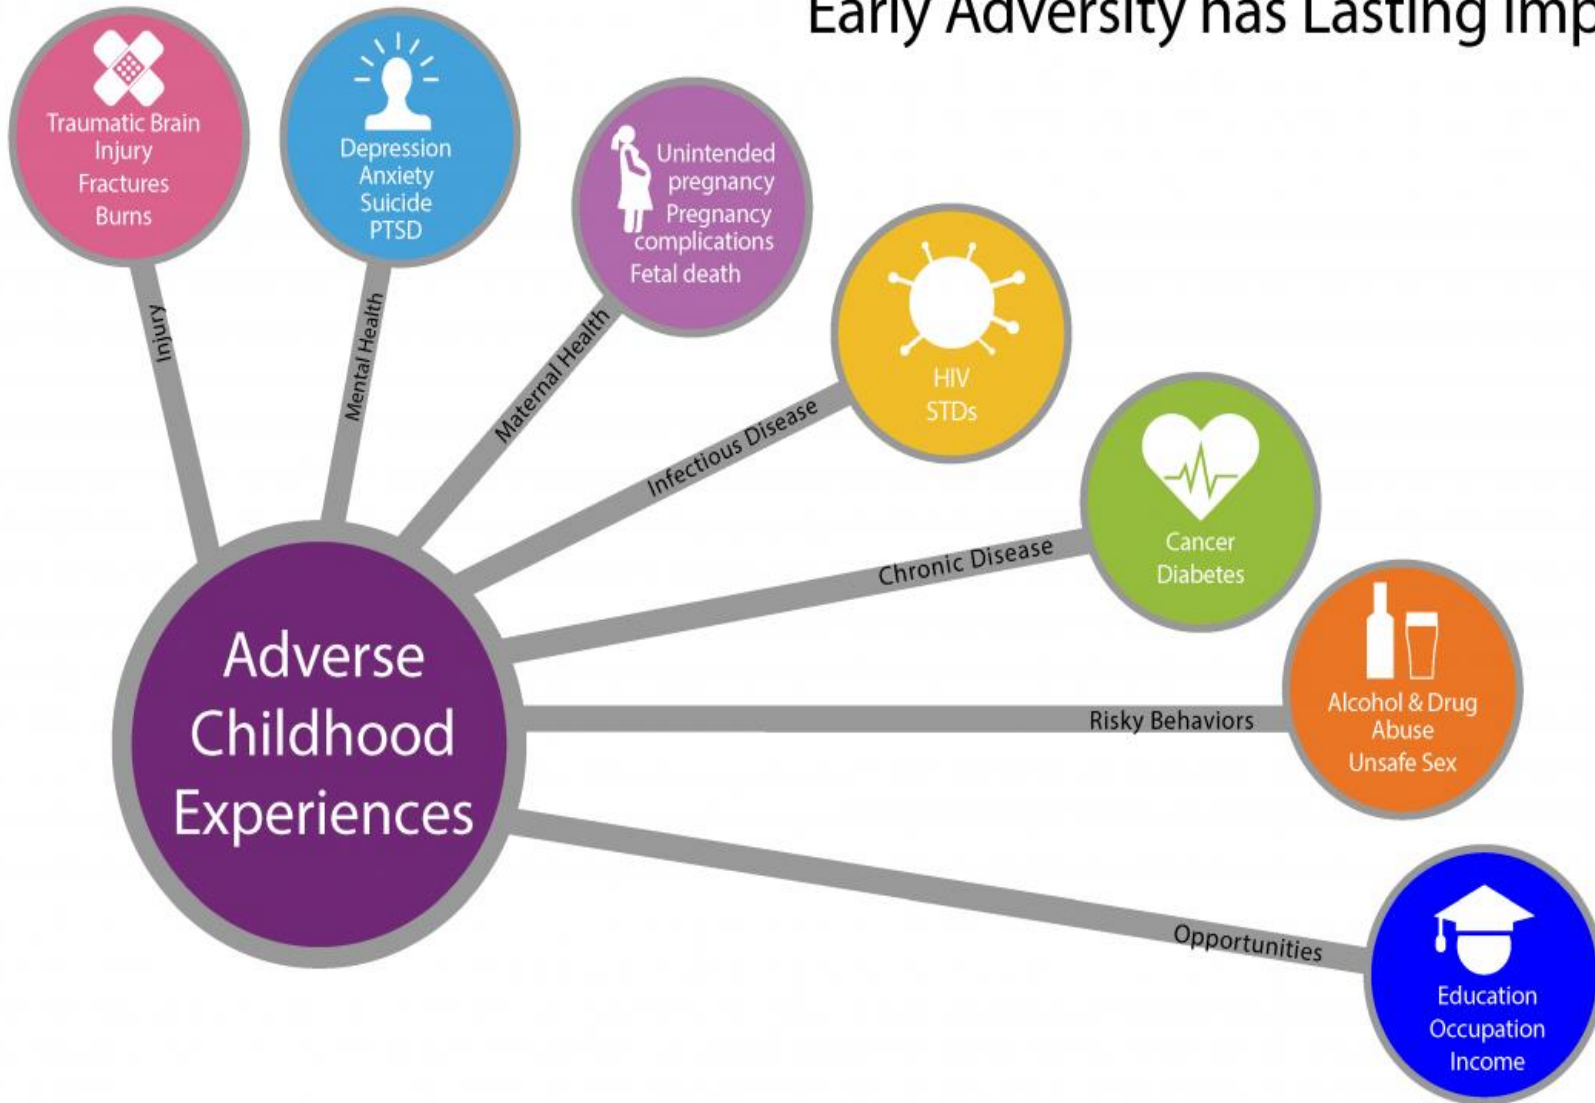 Early Adversity has Lasting Imp
Traumatic Brain
Injury
Fractures
Burns
Injury
Depression
Anxiety
Suicide
PTSD
Mental Health
Unintended
pregnancy
Pregnancy
complications
Fetal death
Maternal Health
HIV
STDs
Infectious Disease
Cancer
Diabetes
Chronic Disease
Alcohol & Drug
Abuse
Unsafe Sex
Risky Behaviors
Education
Occupation
Income
Opportunities
Adverse
Childhood
Experiences